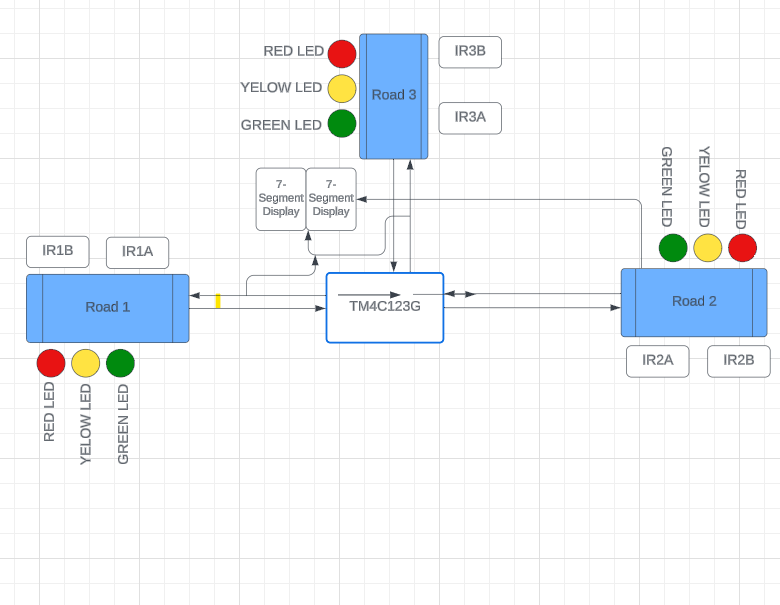 RED LED
YELOW LED
GREEN LED
Road 3
IR3B
IR3A
7-
Segment
Display
7-
Segment
Display
GREEN LED
YELOW LED
RED LED
IR1B
IR1A
Road 1
TM4C123G
Road 2
IR2A
IR2B
RED LED
YELOW LED
GREEN LED